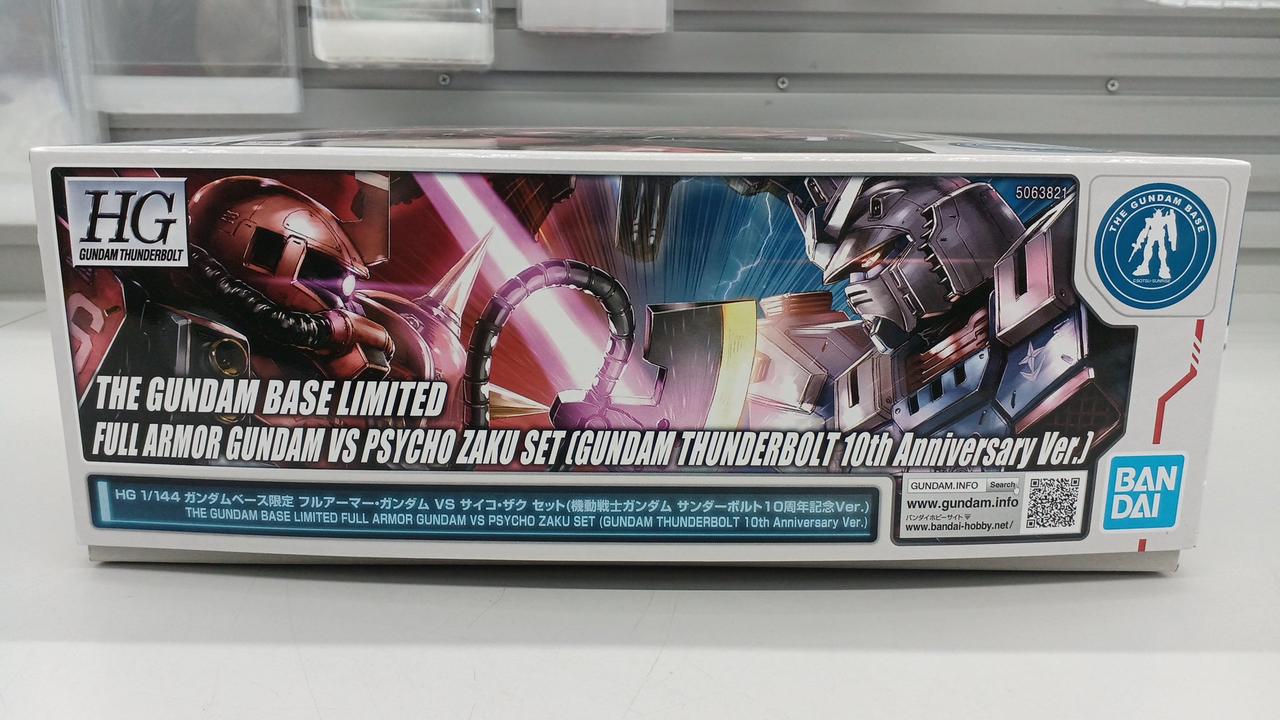 HG
GUNDAM THUNDERBOLT
5063821
THE GUNDAM BASE
©SOTSU・SUNRISE
THE GUNDAM BASE LIMITED
FULL ARMOR GUNDAM VS PSYCHO ZAKU SET (GUNDAM THUNDERBOLT 10th Anniversary Ver.)
HG 1/144 ガンダムベース限定 フルアーマー・ガンダム VS サイコ・ザク セット(機動戦士ガンダム サンダーボルト10周年記念Ver.)
THE GUNDAM BASE LIMITED FULL ARMOR GUNDAM VS PSYCHO ZAKU SET (GUNDAM THUNDERBOLT 10th Anniversary Ver.)
GUNDAM.INFO Search
www.gundam.info
バンダイホビーサイト
www.bandai-hobby.net/
BAN
DAI